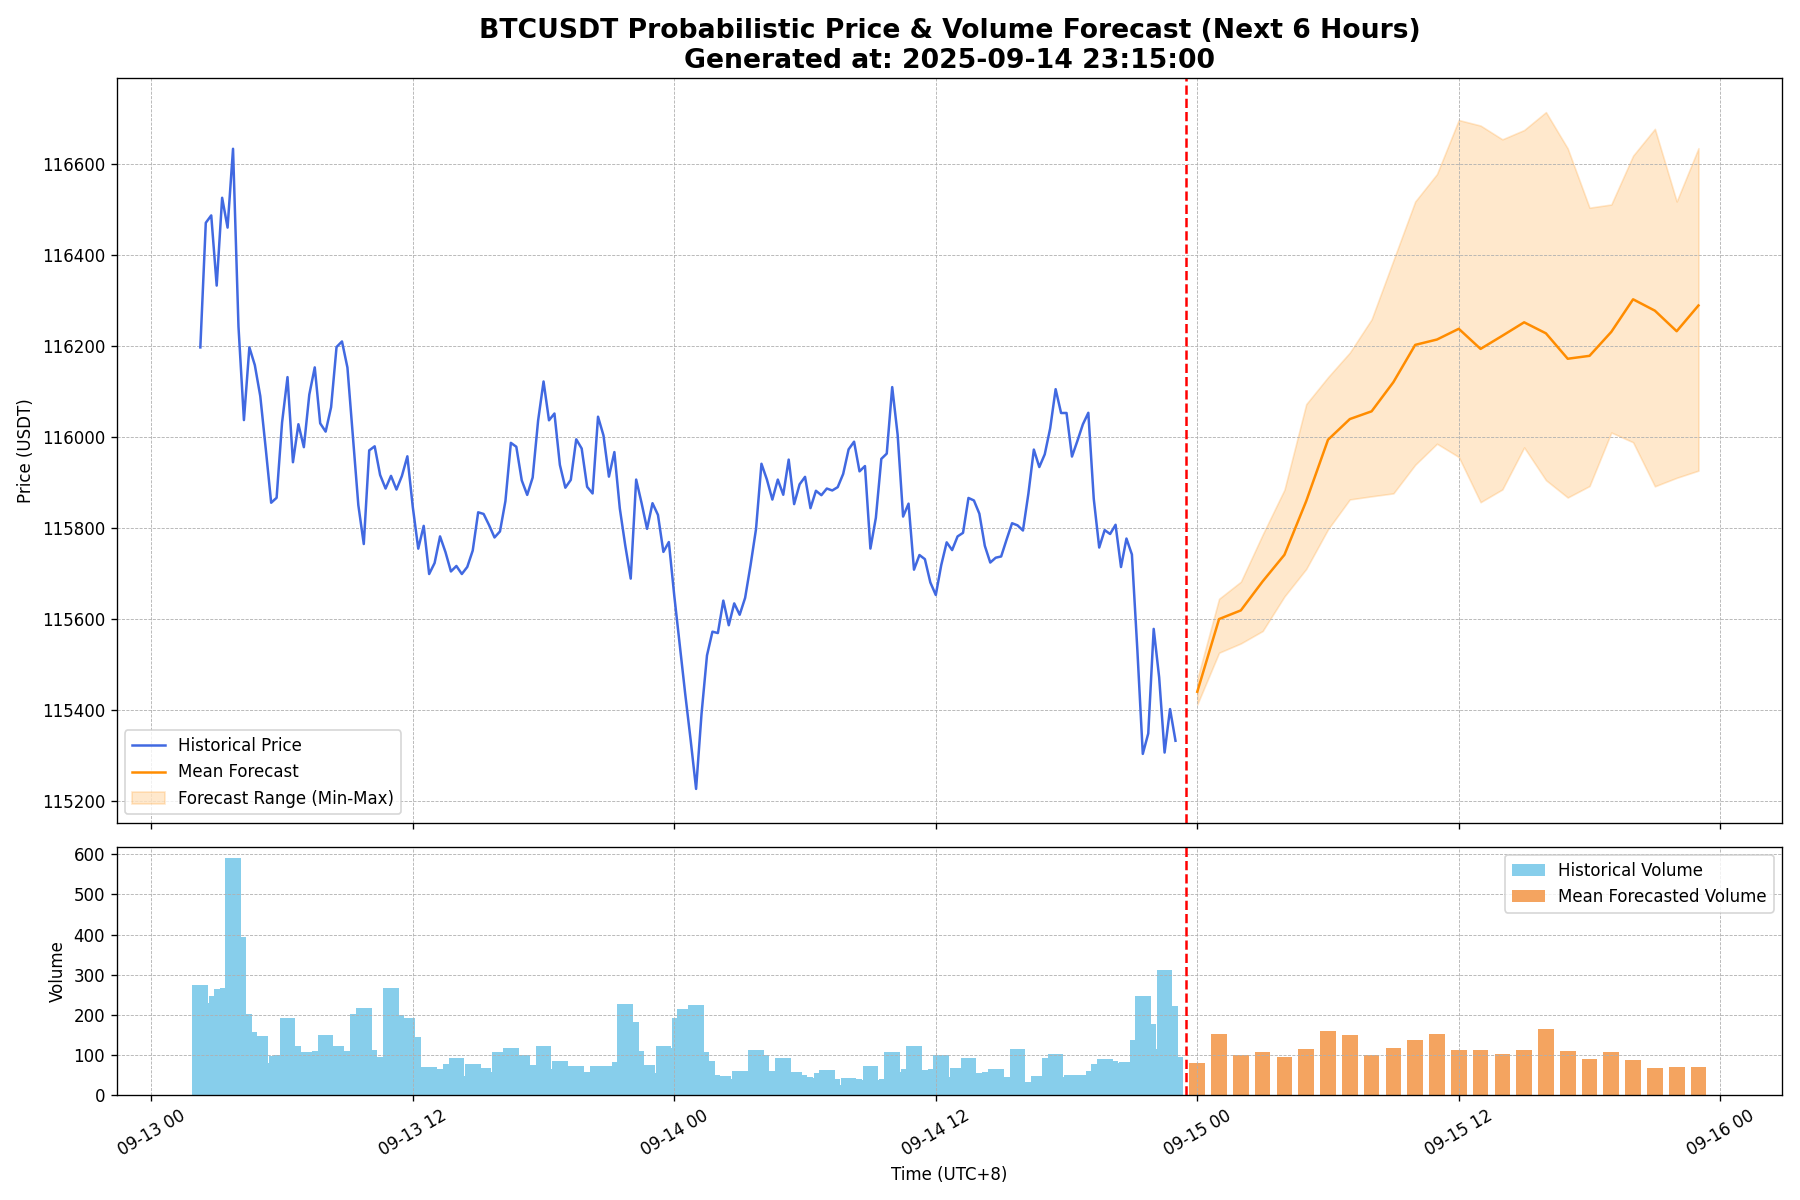 BTCUSDT Probabilistic Price & Volume Forecast (Next 6 Hours)
Generated at: 2025-09-14 23:15:00
Price (USDT)
116600
116400
116200
116000
115800
115600
115400
115200
Historical Price
Mean Forecast
Forecast Range (Min-Max)
Volume
600
500
400
300
200
100
0
Historical Volume
Mean Forecasted Volume
09-13 00
09-13 12
09-14 00
09-14 12
09-15 00
09-15 12
09-16 00
Time (UTC+8)